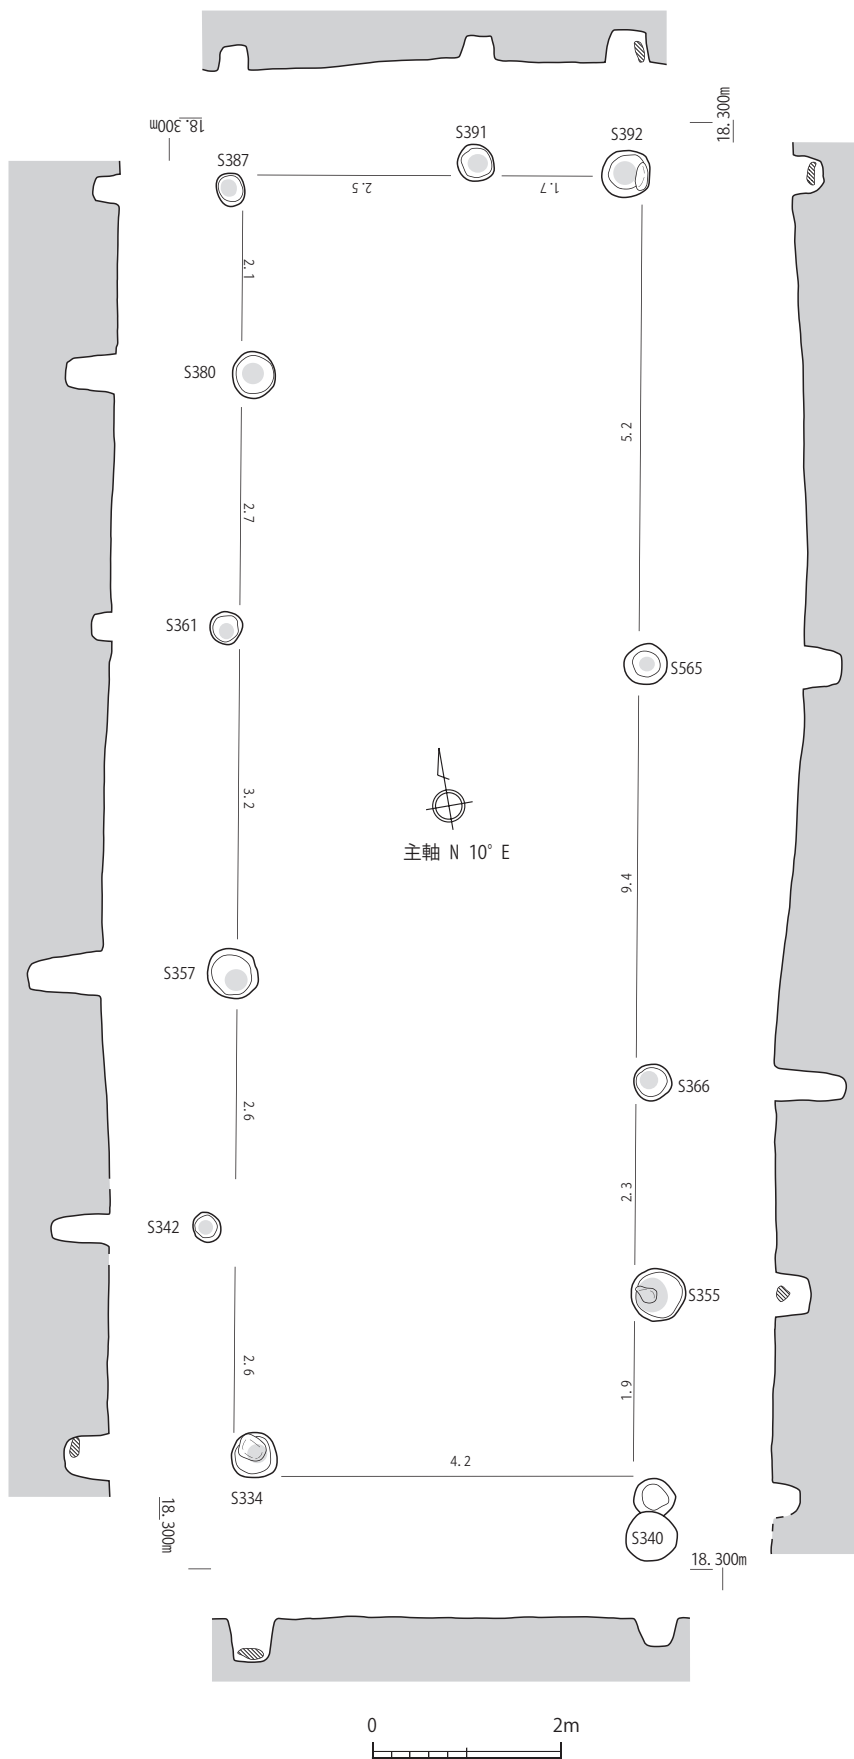 18.300m
18.300m
S391
S392
S387
2.5
1.7
2.1
S380
5.2
2.7
S361
S565
3.2
主軸 N 10° E
9.4
S357
S366
2.6
2.3
S342
S355
2.6
1.9
4.2
S334
18.300m
S340
18.300m
0 2m